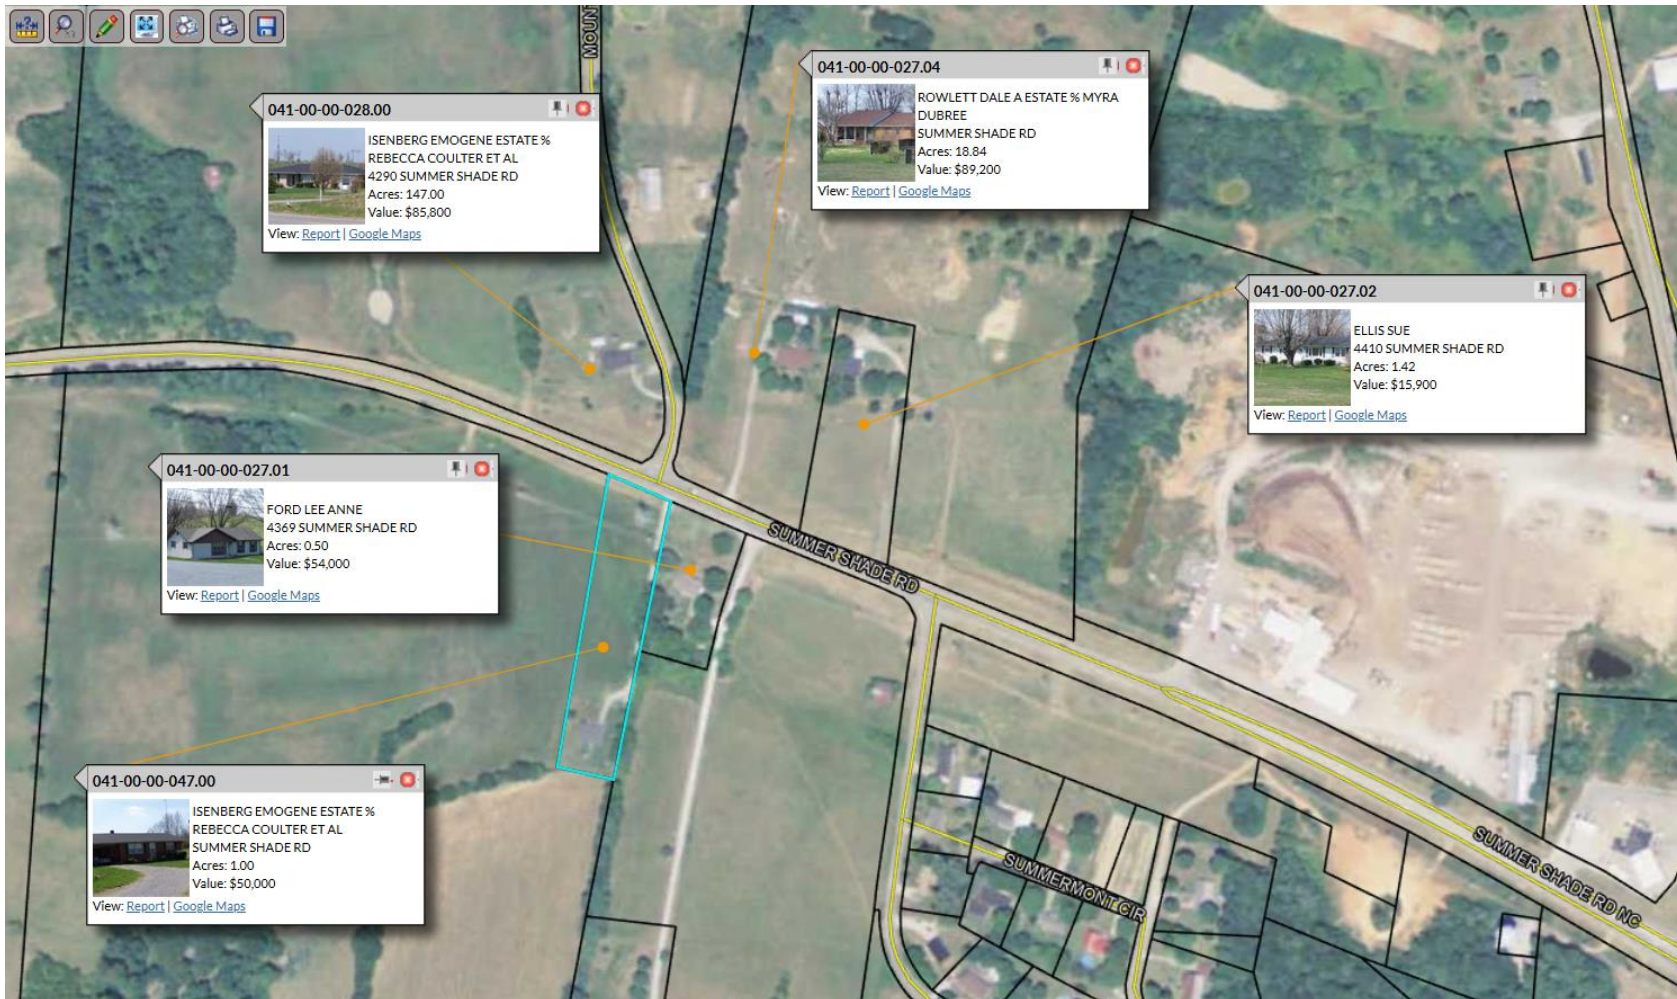 MOUNT
041-00-00-027.04
ROWLETT DALE A ESTATE % MYRA
DUBREE
SUMMER SHADE RD
Acres: 18.84
Value: $89,200
View: Report | Google Maps
041-00-00-028.00
ISENBERG EMOGENE ESTATE %
REBECCA COULTER ET AL
4290 SUMMER SHADE RD
Acres: 147.00
Value: $85,800
View: Report | Google Maps
041-00-00-027.02
ELLIS SUE
4410 SUMMER SHADE RD
Acres: 1.42
Value: $15,900
View: Report | Google Maps
041-00-00-027.01
FORD LEE ANNE
4369 SUMMER SHADE RD
Acres: 0.50
Value: $54,000
View: Report | Google Maps
SUMMER SHADE RD
041-00-00-047.00
ISENBERG EMOGENE ESTATE %
REBECCA COULTER ET AL
SUMMER SHADE RD
Acres: 1.00
Value: $50,000
View: Report | Google Maps
SUMMERMONT CIR
SUMMER SHADE RD NC